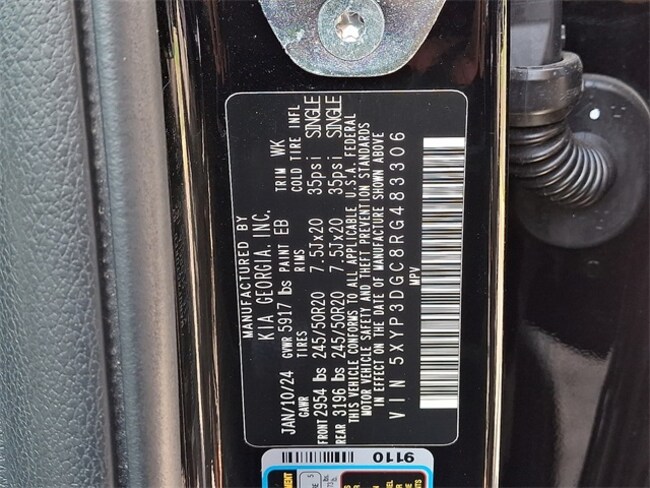 MANUFACTURED BY
KIA GEORGIA, INC.
JAN/10/24 GVWR 5917 lbs PAINT EB TRIM WK
GAWR TIRES RIMS COLD TIRE INFL
FRONT 2954 lbs 245/50R20 7.5Jx20 35psi SINGLE
REAR 3196 lbs 245/50R20 7.5Jx20 35psi SINGLE
THIS VEHICLE CONFORMS TO ALL APPLICABLE U.S.A. FEDERAL
MOTOR VEHICLE SAFETY AND THEFT PREVENTION STANDARDS
IN EFFECT ON THE DATE OF MANUFACTURE SHOWN ABOVE
VIN 5XYP3DGC8RG483306
MPV
9110